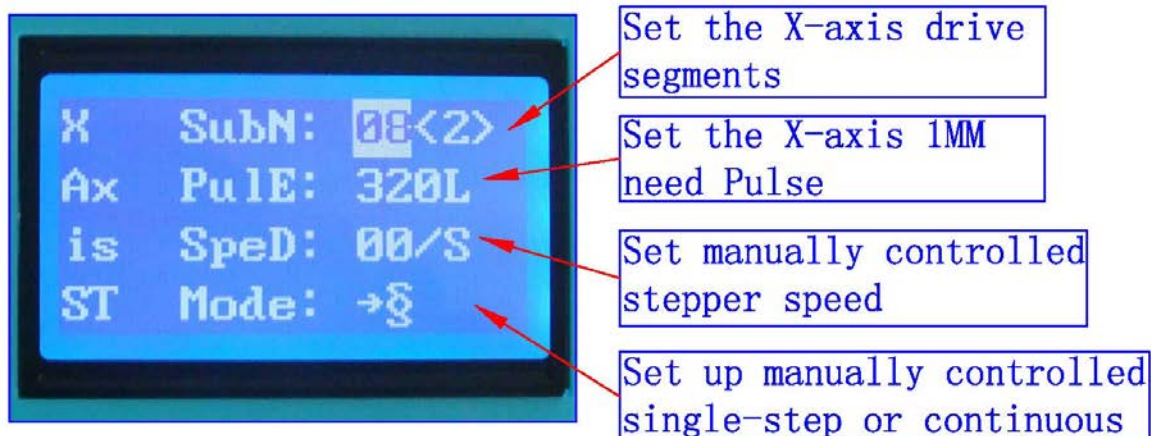 X SubN: 08<2>
Ax PulE: 320L
is SpeD: 00/S
ST Mode: →§
Set the X-axis drive
segments
Set the X-axis 1MM
need Pulse
Set manually controlled
stepper speed
Set up manually controlled
single-step or continuous